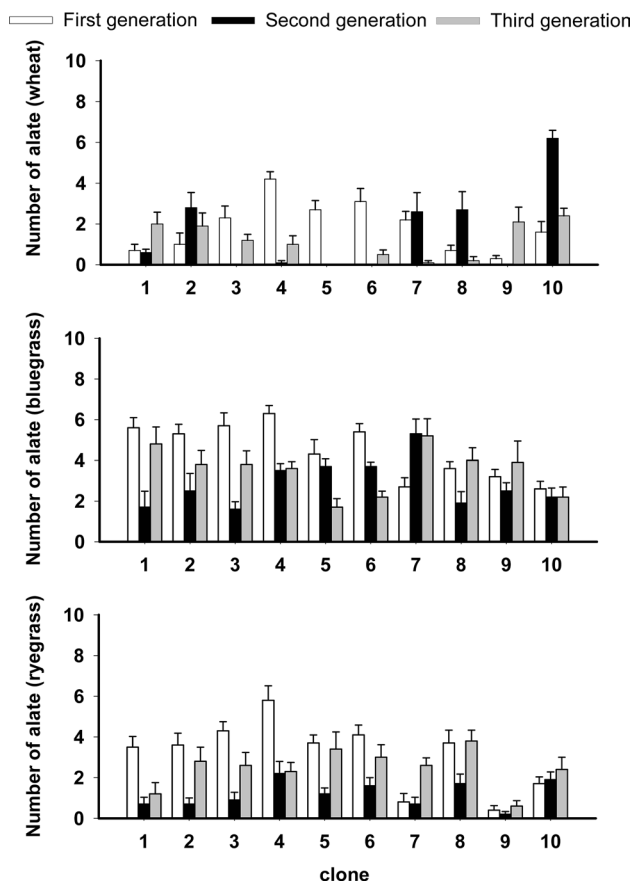 First generation Second generation Third generation
Number of alate (wheat)
10
8
6
4
2
0
1 2 3 4 5 6 7 8 9 10
Number of alate (bluegrass)
10
8
6
4
2
0
1 2 3 4 5 6 7 8 9 10
Number of alate (ryegrass)
10
8
6
4
2
0
1 2 3 4 5 6 7 8 9 10
clone